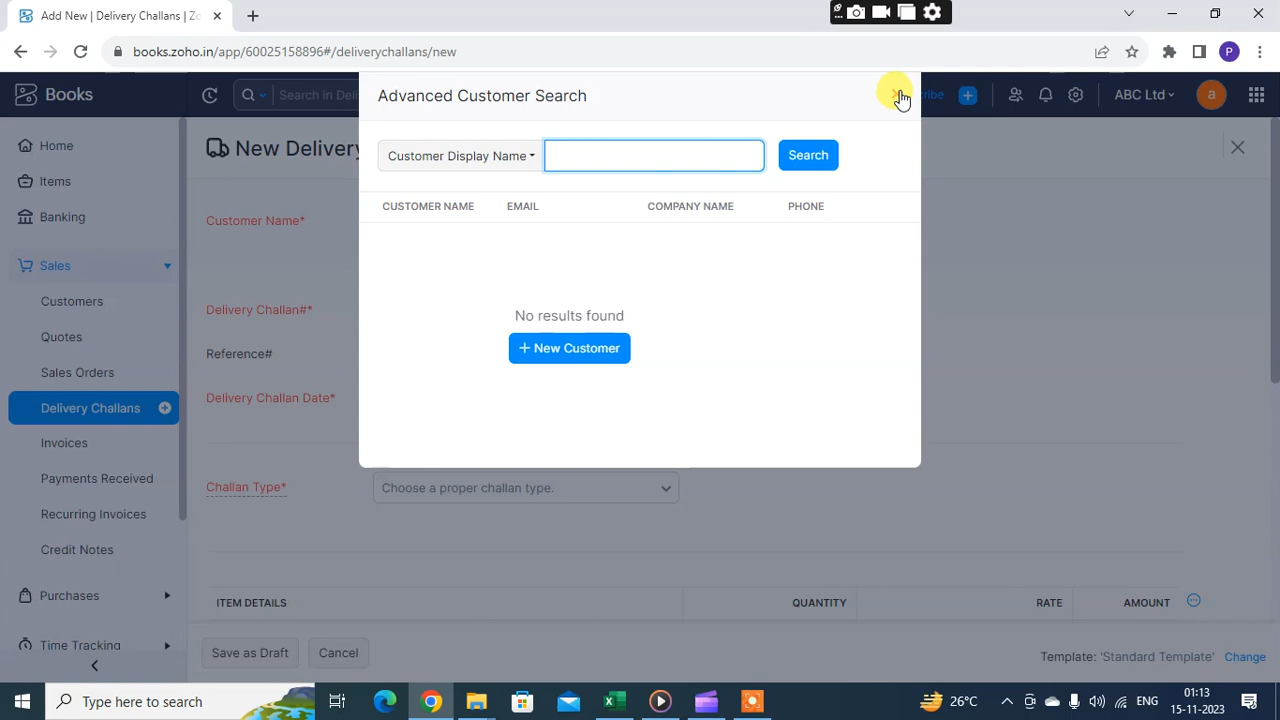 Add New | Delivery Challans | Zo
books.zoho.in/app/60025158896#/deliverychallans/new
Books
Search in Deli
ABC Ltd
a
P
Advanced Customer Search
Customer Display Name
Search
CUSTOMER NAME EMAIL COMPANY NAME PHONE
No results found
+ New Customer
Home
Items
Banking
Sales
Customers
Quotes
Sales Orders
Delivery Challans
Invoices
Payments Received
Recurring Invoices
Credit Notes
Purchases
Time Tracking
New Delivery
Customer Name*
Delivery Challan#*
Reference#
Delivery Challan Date*
Challan Type*
Choose a proper challan type.
ITEM DETAILS QUANTITY RATE AMOUNT
Save as Draft Cancel
Template: 'Standard Template' Change
Type here to search
26°C
ENG
01:13
15-11-2023